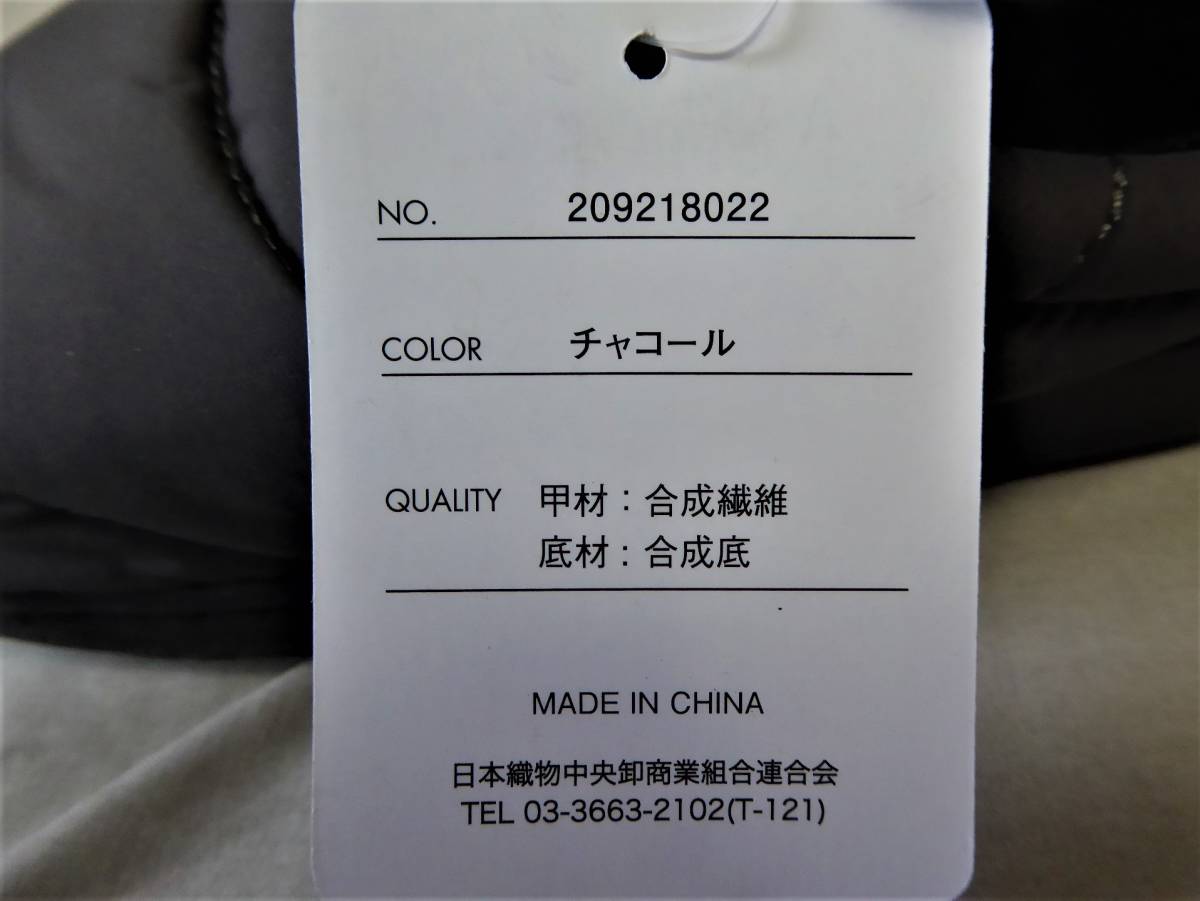 NO. 209218022
COLOR チャコール
QUALITY 甲材：合成繊維
底材：合成底
MADE IN CHINA
日本織物中央卸商業組合連合会
TEL 03-3663-2102(T-121)